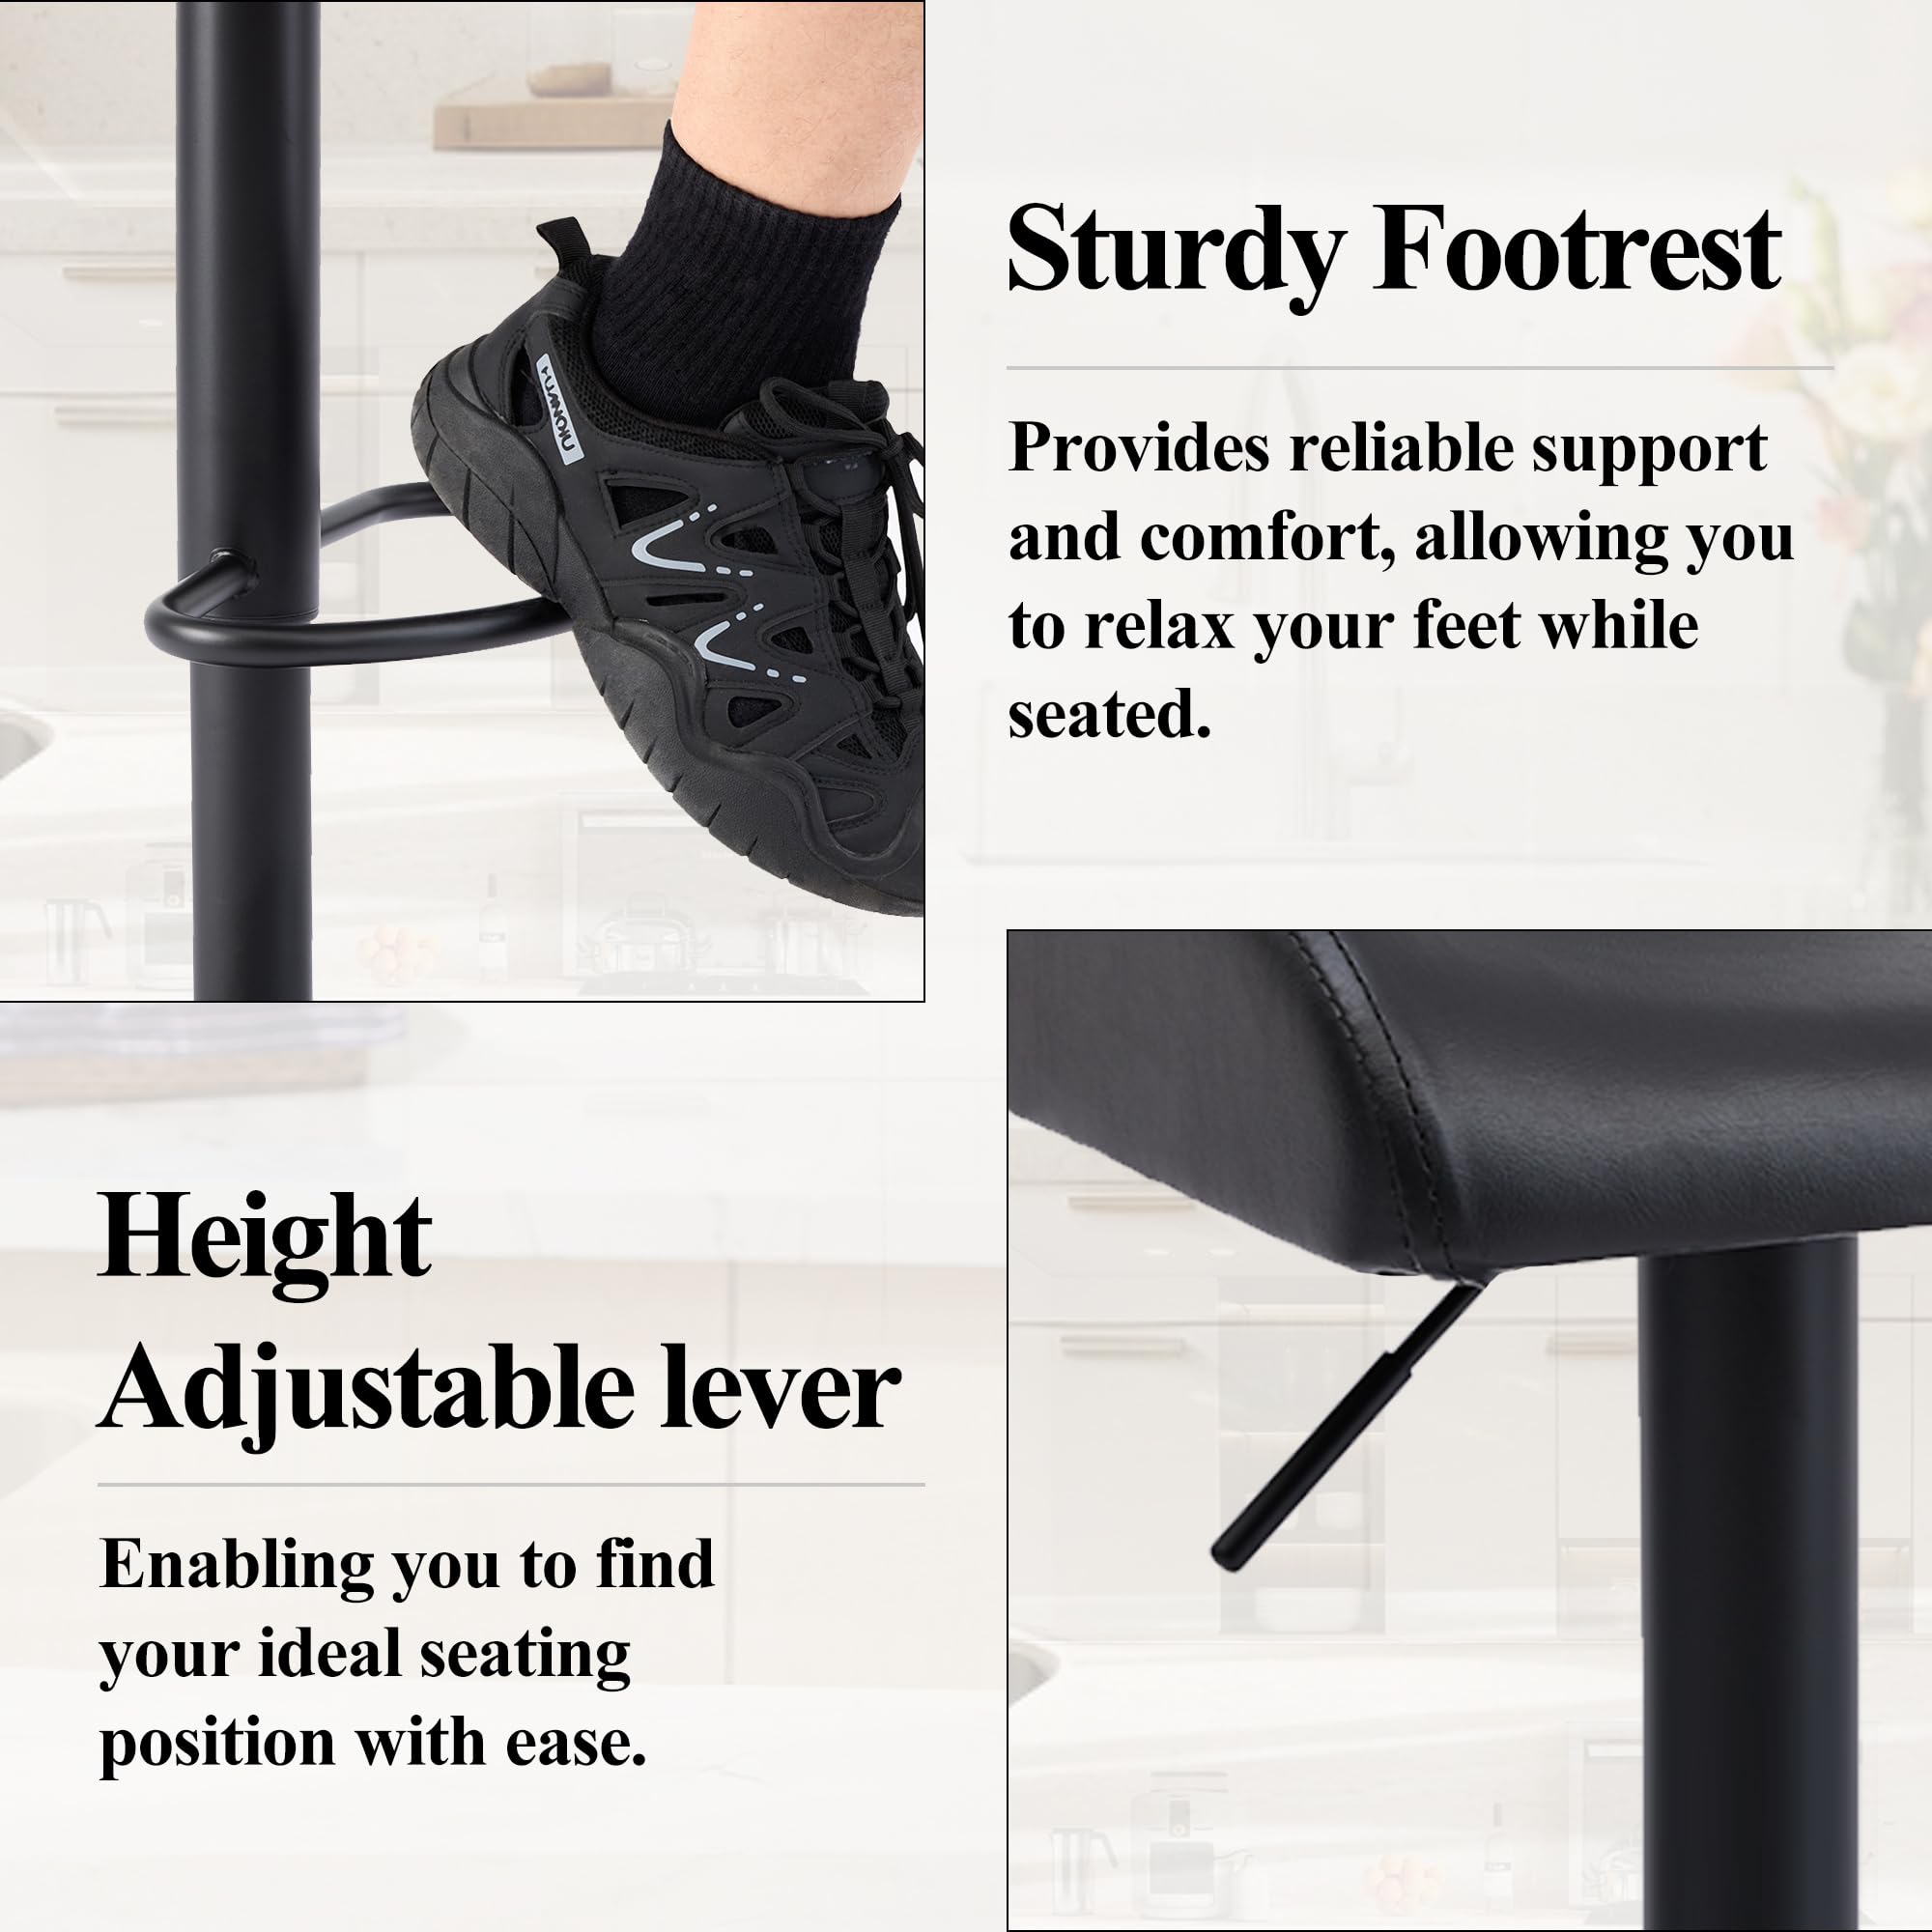 Sturdy Footrest
Provides reliable support
and comfort, allowing you
to relax your feet while
seated.
Height
Adjustable lever
Enabling you to find
your ideal seating
position with ease.